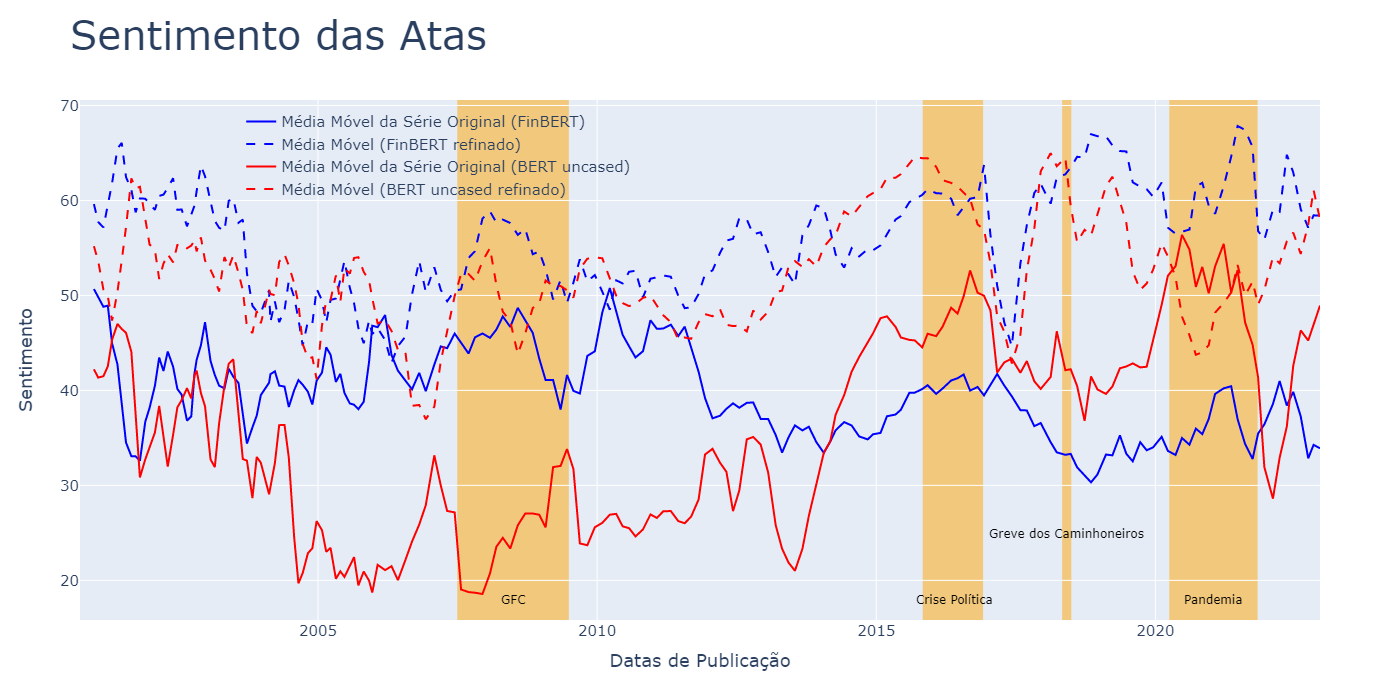 Sentimento das Atas
Média Móvel da Série Original (FinBERT)
Média Móvel (FinBERT refinado)
Média Móvel da Série Original (BERT uncased)
Média Móvel (BERT uncased refinado)
70
60
50
40
30
20
Sentimento
GFC
Crise Política
Greve dos Caminhoneiros
Pandemia
2005
2010
2015
2020
Datas de Publicação